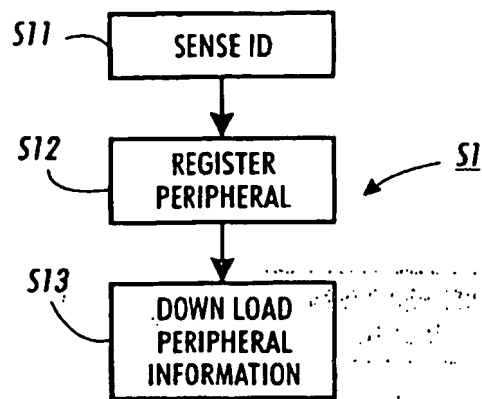 S11
SENSE ID
S12
REGISTER
PERIPHERAL
S1
S13
DOWN LOAD
PERIPHERAL
INFORMATION